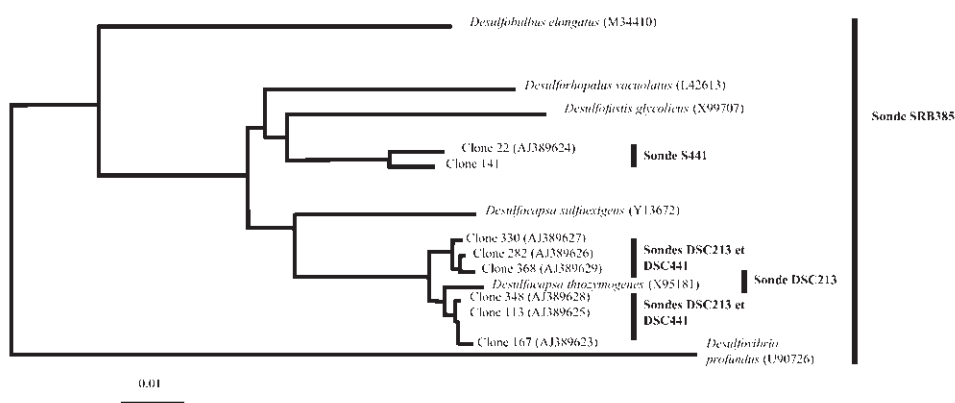 Desulfobulbus elongatus (M34410)
Desulforhopalus vacuolatus (L42613)
Desulfofustis glycolicus (X99707)
Sonde SRB385
Clone 22 (AJ389624)
Sonde S441
Clone 141
Desulfocapsa sulfoexigens (Y13672)
Clone 330 (AJ389627)
Sondes DSC213 et
Clone 282 (AJ389626)
DSC441
Clone 368 (AJ389629)
Sonde DSC213
Desulfocapsa thiozymogenes (X95181)
Clone 348 (AJ389628)
Sondes DSC213 et
Clone 113 (AJ389625)
DSC441
Clone 167 (AJ389623)
Desulfovibrio
profundus (U90726)
0.01